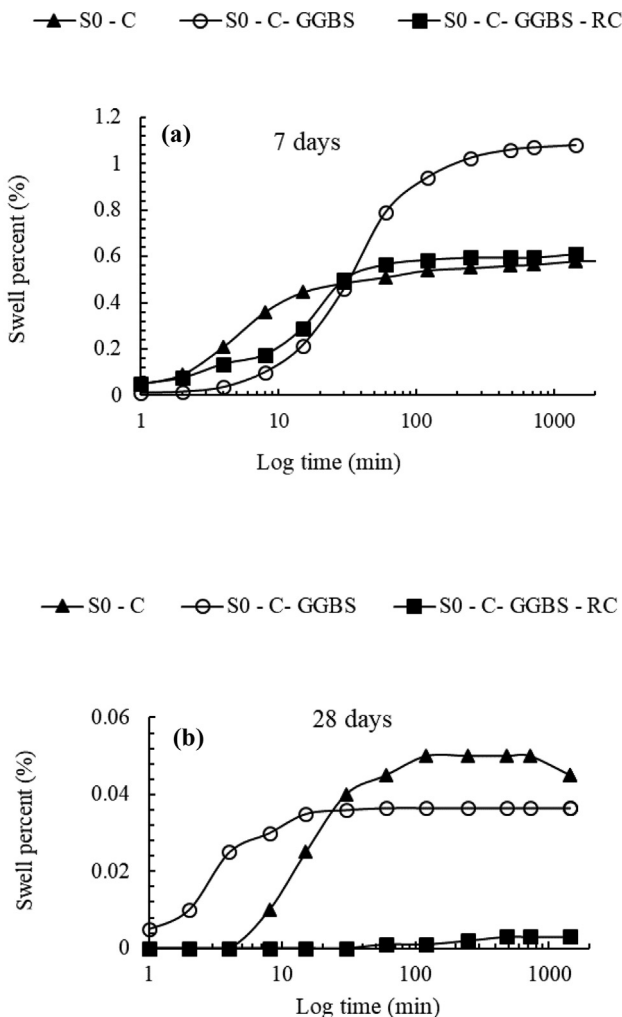 S0 - C S0 - C- GGBS S0 - C- GGBS - RC
(a)
7 days
Swell percent (%)
1.2
1
0.8
0.6
0.4
0.2
0
1 10 100 1000
Log time (min)
S0 - C S0 - C- GGBS S0 - C- GGBS - RC
(b)
28 days
Swell percent (%)
0.06
0.04
0.02
0
1 10 100 1000
Log time (min)